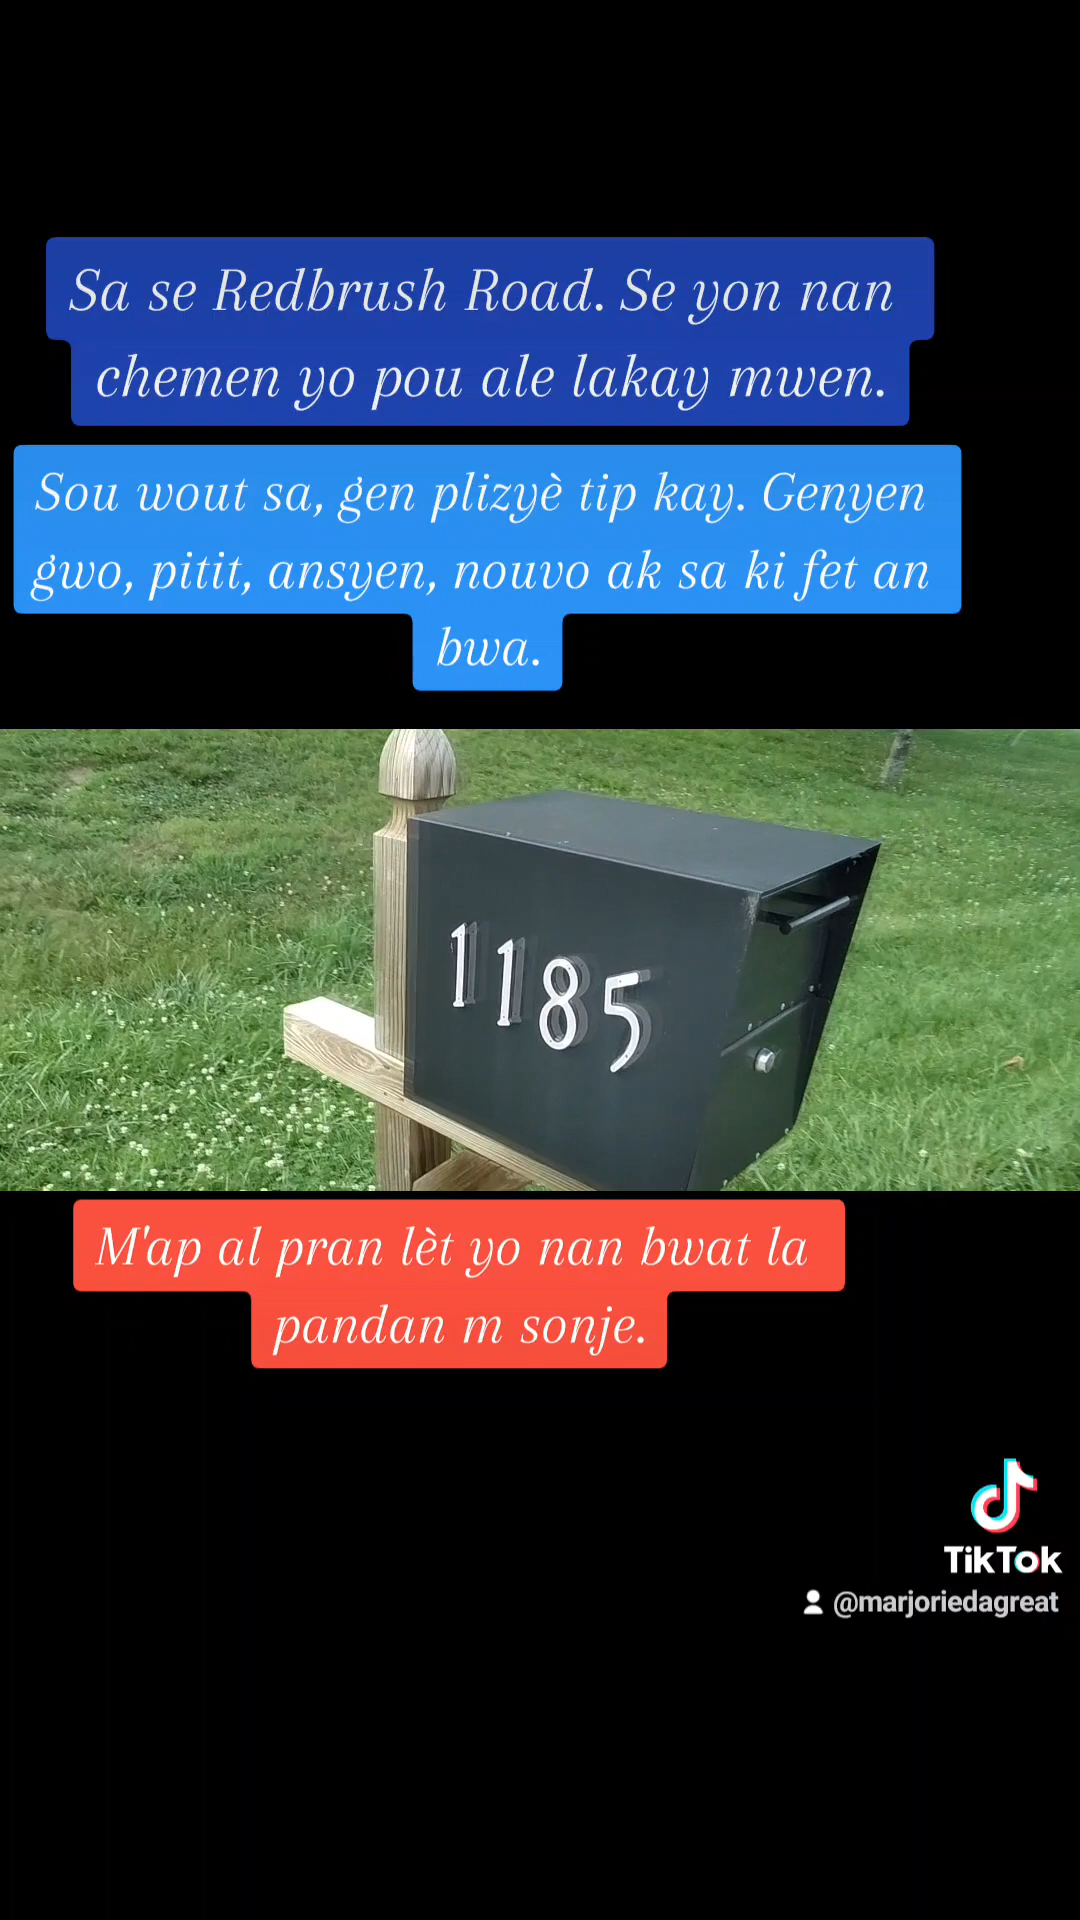 Sa se Redbrush Road. Se yon nan
chemen yo pou ale lakay mwen.
Sou wout sa, gen plizyè tip kay. Genyen
gwo, pitit, ansyen, nouvo ak sa ki fet an
bwa.
1185
M'ap al pran lèt yo nan bwat la
pandan m sonje.
TikTok
@marjoriedagreat